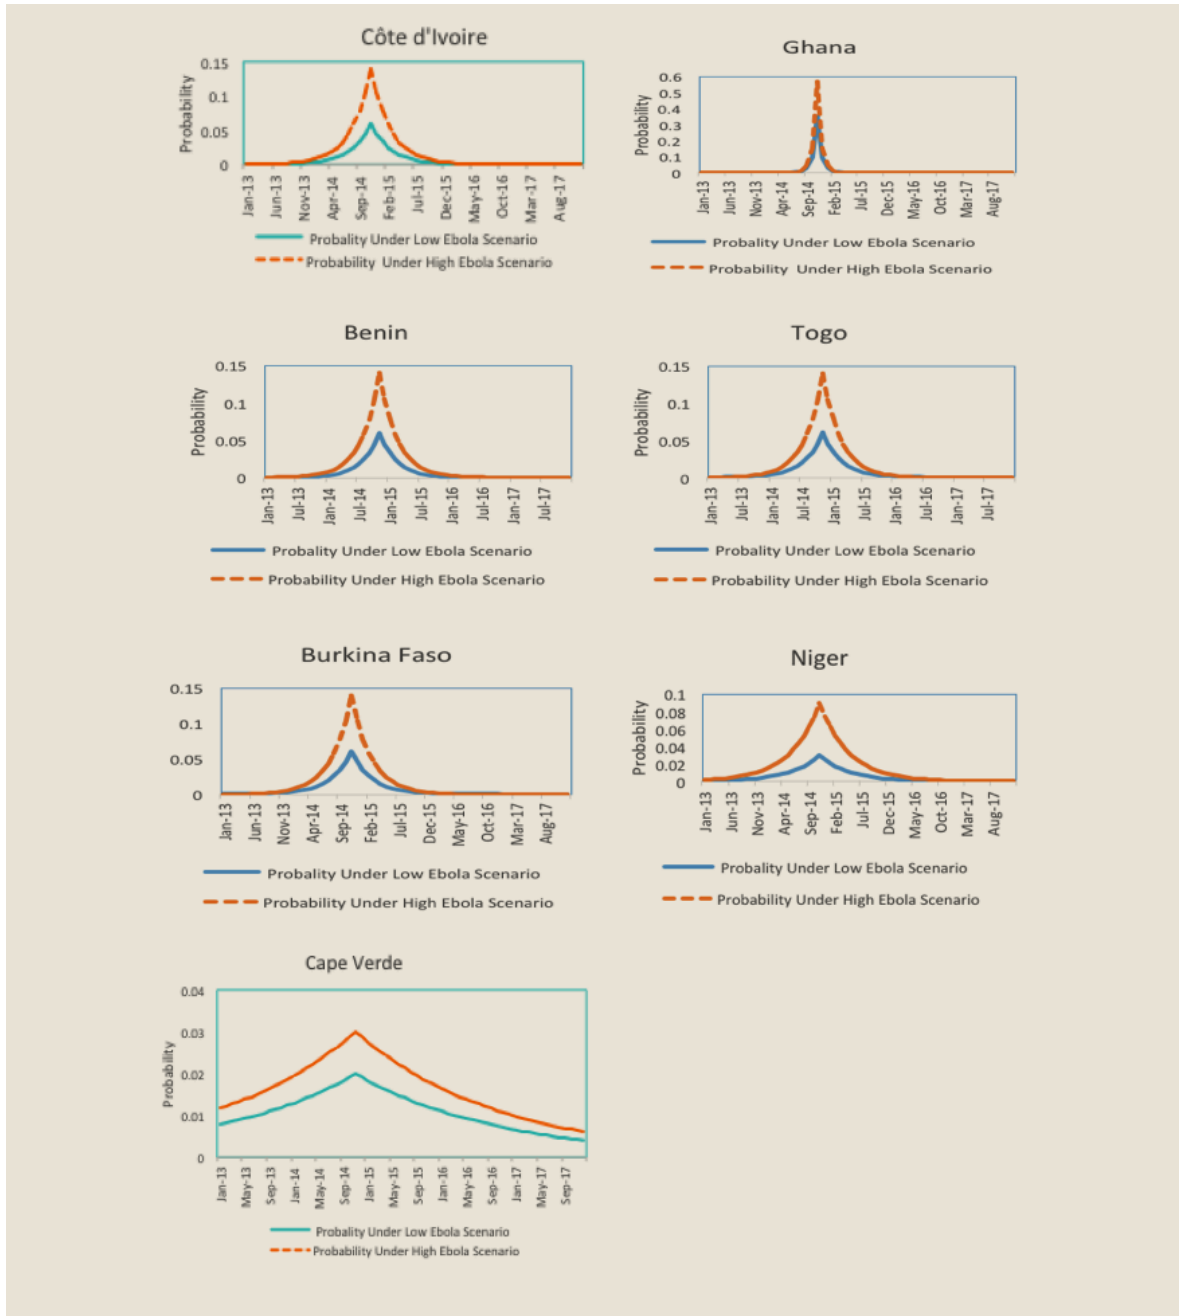 Côte d'Ivoire
Probability
0.15
0.1
0.05
0
Jan-13 Jun-13 Nov-13 Apr-14 Sep-14 Feb-15 Jul-15 Dec-15 May-16 Oct-16 Mar-17 Aug-17
Probality Under Low Ebola Scenario
Probability Under High Ebola Scenario
Ghana
Probability
0.6
0.5
0.4
0.3
0.2
0.1
0
Jan-13 Jun-13 Nov-13 Apr-14 Sep-14 Feb-15 Jul-15 Dec-15 May-16 Oct-16 Mar-17 Aug-17
Probality Under Low Ebola Scenario
Probability Under High Ebola Scenario
Benin
Probability
0.15
0.1
0.05
0
Jan-13 Jul-13 Jan-14 Jul-14 Jan-15 Jul-15 Jan-16 Jul-16 Jan-17 Jul-17
Probality Under Low Ebola Scenario
Probability Under High Ebola Scenario
Togo
Probability
0.15
0.1
0.05
0
Jan-13 Jul-13 Jan-14 Jul-14 Jan-15 Jul-15 Jan-16 Jul-16 Jan-17 Jul-17
Probality Under Low Ebola Scenario
Probability Under High Ebola Scenario
Burkina Faso
Probability
0.15
0.1
0.05
0
Jan-13 Jun-13 Nov-13 Apr-14 Sep-14 Feb-15 Jul-15 Dec-15 May-16 Oct-16 Mar-17 Aug-17
Probality Under Low Ebola Scenario
Probability Under High Ebola Scenario
Niger
Probability
0.1
0.08
0.06
0.04
0.02
0
Jan-13 Jun-13 Nov-13 Apr-14 Sep-14 Feb-15 Jul-15 Dec-15 May-16 Oct-16 Mar-17 Aug-17
Probality Under Low Ebola Scenario
Probability Under High Ebola Scenario
Cape Verde
Probability
0.04
0.03
0.02
0.01
0
Jan-13 May-13 Sep-13 Jan-14 May-14 Sep-14 Jan-15 May-15 Sep-15 Jan-16 May-16 Sep-16 Jan-17 May-17 Sep-17
Probality Under Low Ebola Scenario
Probability Under High Ebola Scenario